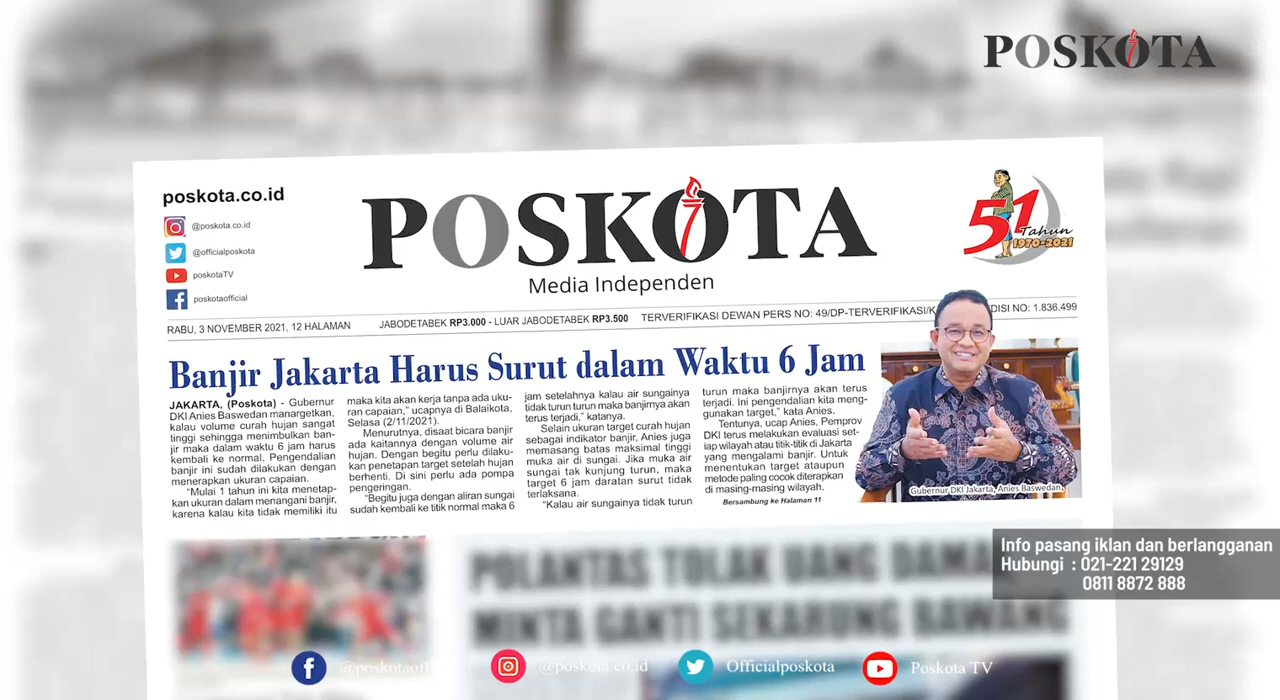 POSKOTA
poskota.co.id
@poskota.co.id
@officialposkota
poskotaTV
poskotaofficial
POSKOTA
Media Independen
51
Tahun
1970-2021
RABU, 3 NOVEMBER 2021, 12 HALAMAN
JABODETABEK RP3.000 - LUAR JABODETABEK RP3.500
TERVERIFIKASI DEWAN PERS NO: 49/DP-TERVERIFIKASI/K
DISI NO: 1.836.499
Banjir Jakarta Harus Surut dalam Waktu 6 Jam
JAKARTA, (Poskota) - Gubernur
DKI Anies Baswedan manargetkan,
kalau volume curah hujan sangat
tinggi sehingga menimbulkan ban-
jir maka dalam waktu 6 jam harus
kembali ke normal. Pengendalian
banjir ini sudah dilakukan dengan
menerapkan ukuran capaian.
“Mulai 1 tahun ini kita menetap-
kan ukuran dalam menangani banjir,
karena kalau kita tidak memiliki itu
maka kita akan kerja tanpa ada uku-
ran capaian,” ucapnya di Balaikota,
Selasa (2/11/2021).
Menurutnya, disaat bicara banjir
ada kaitannya dengan volume air
hujan. Dengan begitu perlu dilaku-
kan penetapan target setelah hujan
berhenti. Di sini perlu ada pompa
pengeringan.
“Begitu juga dengan aliran sungai
sudah kembali ke titik normal maka 6
jam setelahnya kalau air sungainya
tidak turun turun maka banjirnya akan
terus terjadi,” katanya.
Selain ukuran target curah hujan
sebagai indikator banjir, Anies juga
memasang batas maksimal tinggi
muka air di sungai. Jika muka air
sungai tak kunjung turun, maka
target 6 jam daratan surut tidak
terlaksana.
“Kalau air sungainya tidak turun
turun maka banjirnya akan terus
terjadi. Ini pengendalian kita meng-
gunakan target,” kata Anies.
Tentunya, ucap Anies, Pemprov
DKI terus melakukan evaluasi set-
iap wilayah atau titik-titik di Jakarta
yang mengalami banjir. Untuk
menentukan target ataupun
metode paling cocok diterapkan
di masing-masing wilayah.
Bersambung ke Halaman 11
Gubernur DKI Jakarta, Anies Baswedan.
POLANTAS TOLAK UANG DAMAI
MINTA GANTI SEKARUNG BAWANG
Info pasang iklan dan berlangganan
Hubungi : 021-221 29129
0811 8872 888
@poskotaoff
@poskota.co.id
Officialposkota
Poskota TV